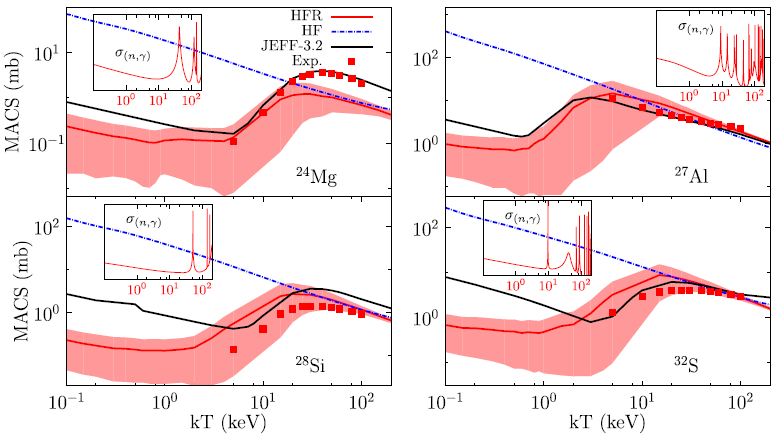 HFR
HF
JEFF-3.2
Exp.
σ(n,γ)
10⁰ 10¹ 10²
10¹
10⁻¹
MACS (mb)
²⁴Mg
σ(n,γ)
10⁰ 10¹ 10²
10²
10⁰
²⁷Al
σ(n,γ)
10⁰ 10¹ 10²
10²
10⁰
MACS (mb)
²⁸Si
10⁻¹ 10⁰ 10¹ 10²
kT (keV)
σ(n,γ)
10⁰ 10¹ 10²
10²
10⁰
³²S
10⁻¹ 10⁰ 10¹ 10²
kT (keV)